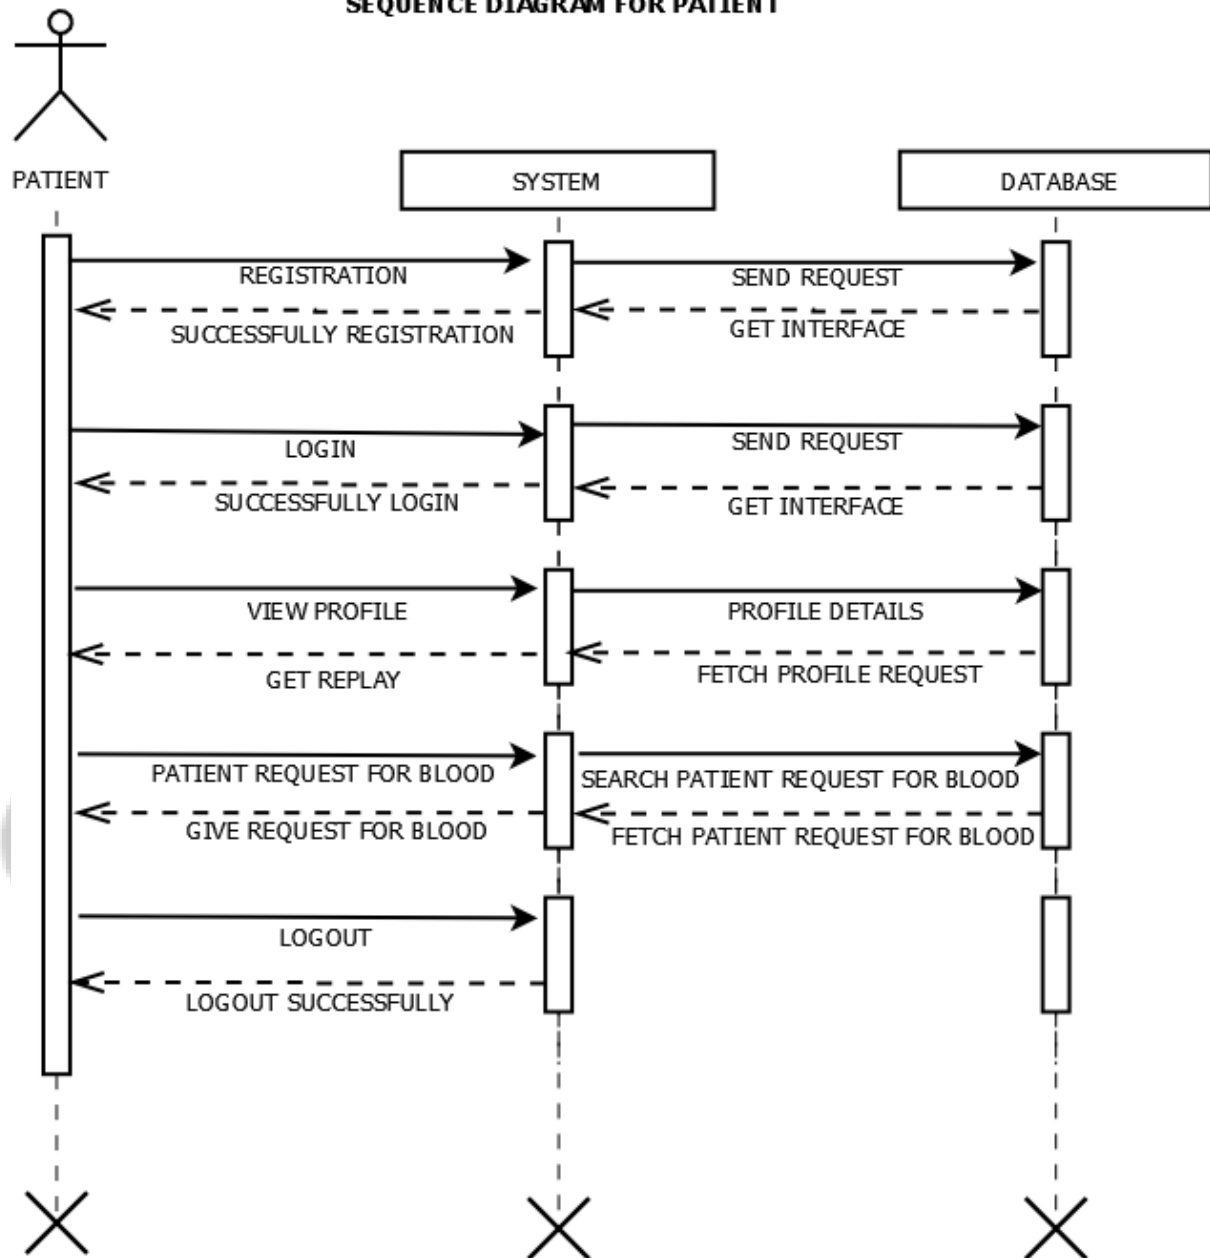 SEQUENCE DIAGRAM FOR PATIENT
PATIENT
SYSTEM
DATABASE
REGISTRATION
SEND REQUEST
SUCCESSFULLY REGISTRATION
GET INTERFACE
LOGIN
SEND REQUEST
SUCCESSFULLY LOGIN
GET INTERFACE
VIEW PROFILE
PROFILE DETAILS
GET REPLAY
FETCH PROFILE REQUEST
PATIENT REQUEST FOR BLOOD
SEARCH PATIENT REQUEST FOR BLOOD
GIVE REQUEST FOR BLOOD
FETCH PATIENT REQUEST FOR BLOOD
LOGOUT
LOGOUT SUCCESSFULLY